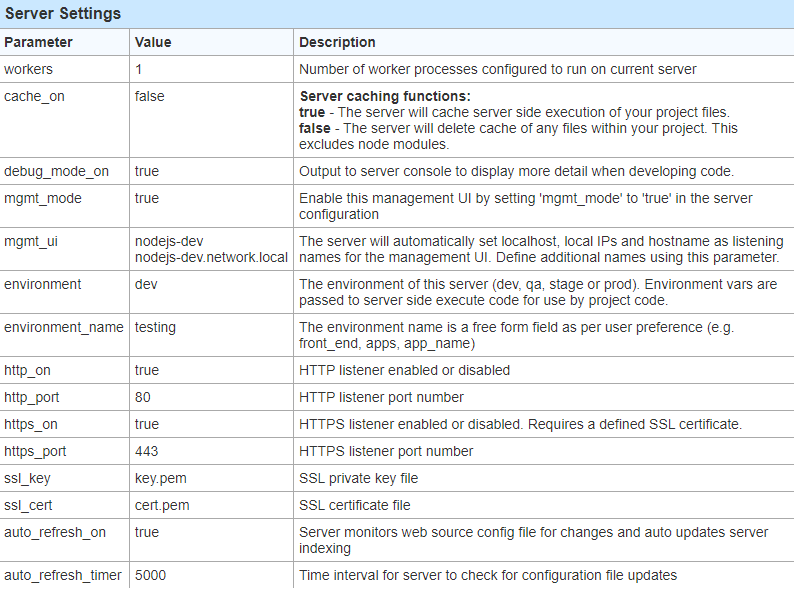 Server Settings
Parameter Value Description
workers 1 Number of worker processes configured to run on current server
cache_on false Server caching functions:
true - The server will cache server side execution of your project files.
false - The server will delete cache of any files within your project. This
excludes node modules.
debug_mode_on true Output to server console to display more detail when developing code.
mgmt_mode true Enable this management UI by setting 'mgmt_mode' to 'true' in the server
configuration
mgmt_ui nodejs-dev The server will automatically set localhost, local IPs and hostname as listening
nodejs-dev.network.local names for the management UI. Define additional names using this parameter.
environment dev The environment of this server (dev, qa, stage or prod). Environment vars are
passed to server side execute code for use by project code.
environment_name testing The environment name is a free form field as per user preference (e.g.
front_end, apps, app_name)
http_on true HTTP listener enabled or disabled
http_port 80 HTTP listener port number
https_on true HTTPS listener enabled or disabled. Requires a defined SSL certificate.
https_port 443 HTTPS listener port number
ssl_key key.pem SSL private key file
ssl_cert cert.pem SSL certificate file
auto_refresh_on true Server monitors web source config file for changes and auto updates server
indexing
auto_refresh_timer 5000 Time interval for server to check for configuration file updates